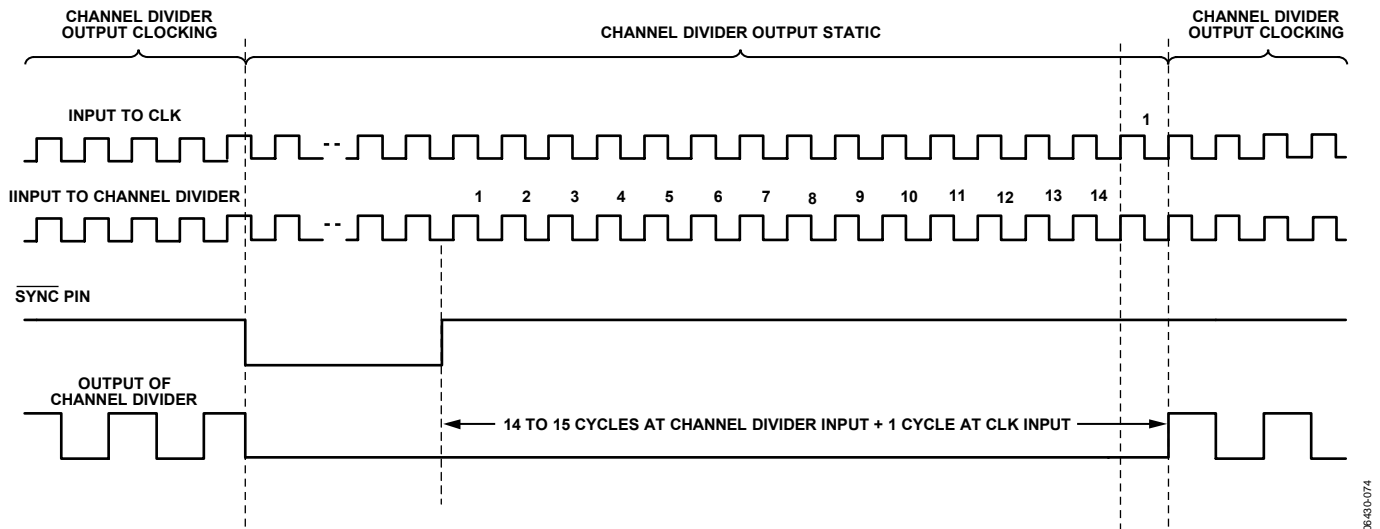 CHANNEL DIVIDER
OUTPUT CLOCKING
CHANNEL DIVIDER OUTPUT STATIC
CHANNEL DIVIDER
OUTPUT CLOCKING
INPUT TO CLK
1
IINPUT TO CHANNEL DIVIDER
1 2 3 4 5 6 7 8 9 10 11 12 13 14
SYNC PIN
OUTPUT OF
CHANNEL DIVIDER
14 TO 15 CYCLES AT CHANNEL DIVIDER INPUT + 1 CYCLE AT CLK INPUT
06430-074